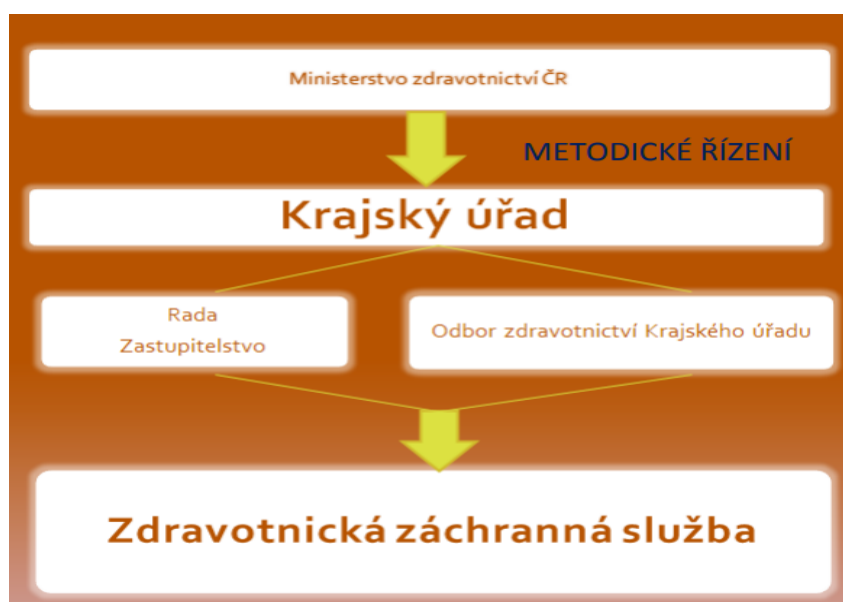 Ministerstvo zdravotnictví ČR
METODICKÉ ŘÍZENÍ
Krajský úřad
Rada
Zastupitelstvo
Odbor zdravotnictví Krajského úřadu
Zdravotnická záchranná služba